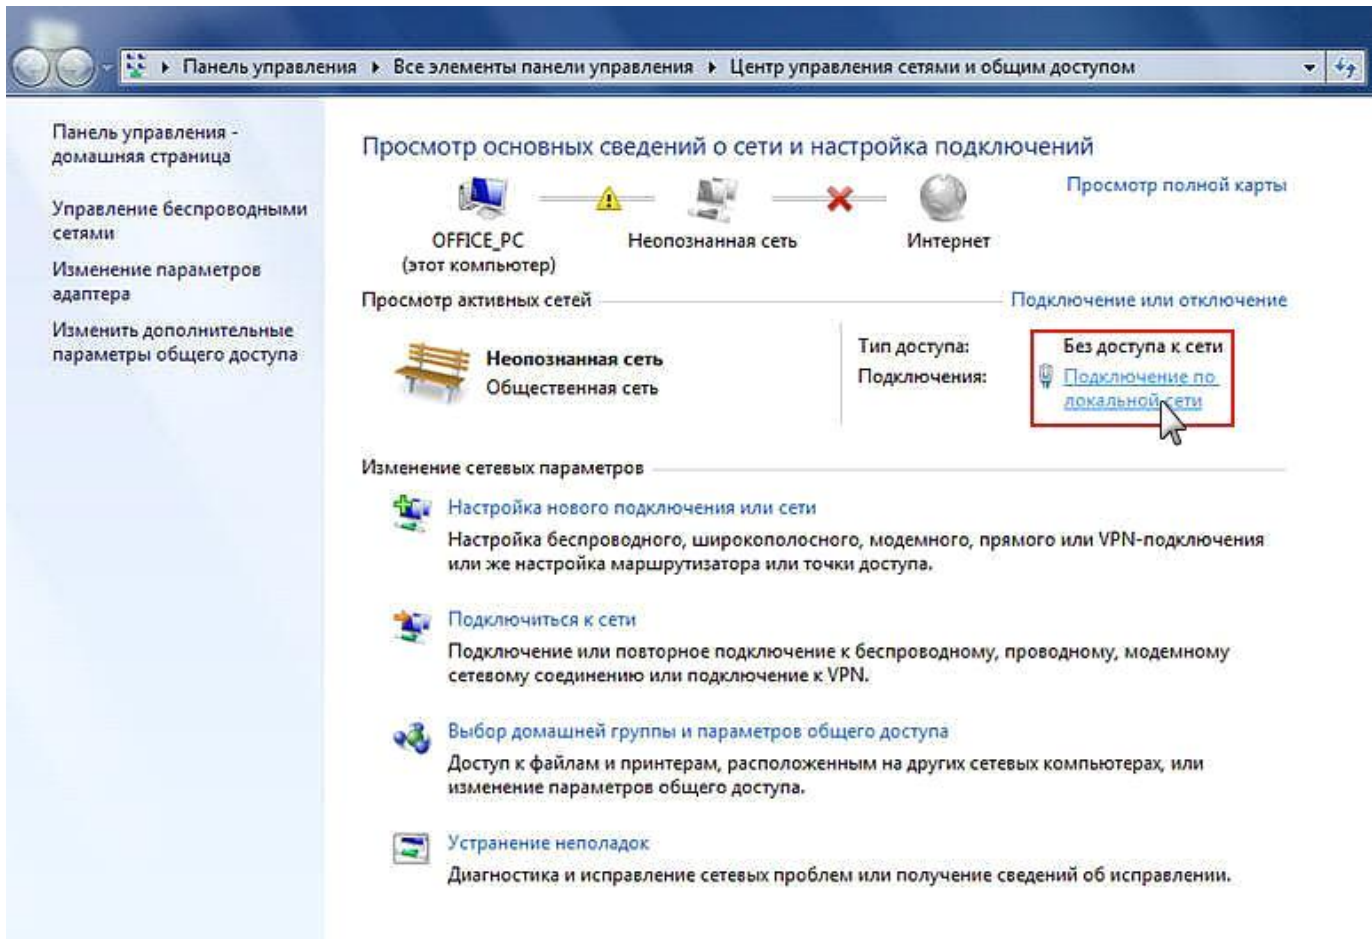 Панель управления ▸ Все элементы панели управления ▸ Центр управления сетями и общим доступом
Панель управления -
домашняя страница
Управление беспроводными
сетями
Изменение параметров
адаптера
Изменить дополнительные
параметры общего доступа
Просмотр основных сведений о сети и настройка подключений
Просмотр полной карты
OFFICE_PC
(этот компьютер)
Неопознанная сеть
Интернет
Просмотр активных сетей
Подключение или отключение
Неопознанная сеть
Общественная сеть
Тип доступа: Без доступа к сети
Подключения: Подключение по
локальной сети
Изменение сетевых параметров
Настройка нового подключения или сети
Настройка беспроводного, широкополосного, модемного, прямого или VPN-подключения
или же настройка маршрутизатора или точки доступа.
Подключиться к сети
Подключение или повторное подключение к беспроводному, проводному, модемному
сетевому соединению или подключение к VPN.
Выбор домашней группы и параметров общего доступа
Доступ к файлам и принтерам, расположенным на других сетевых компьютерах, или
изменение параметров общего доступа.
Устранение неполадок
Диагностика и исправление сетевых проблем или получение сведений об исправлении.